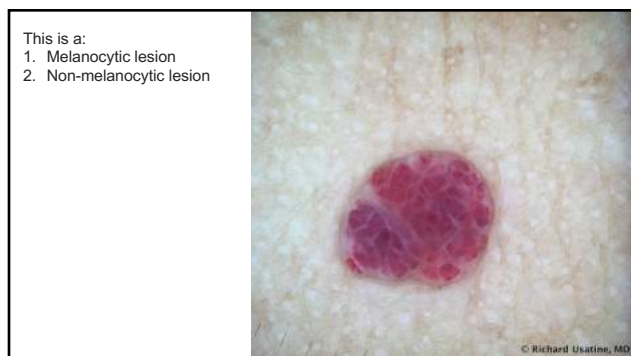 This is a:
1. Melanocytic lesion
2. Non-melanocytic lesion
© Richard Usatine, MD